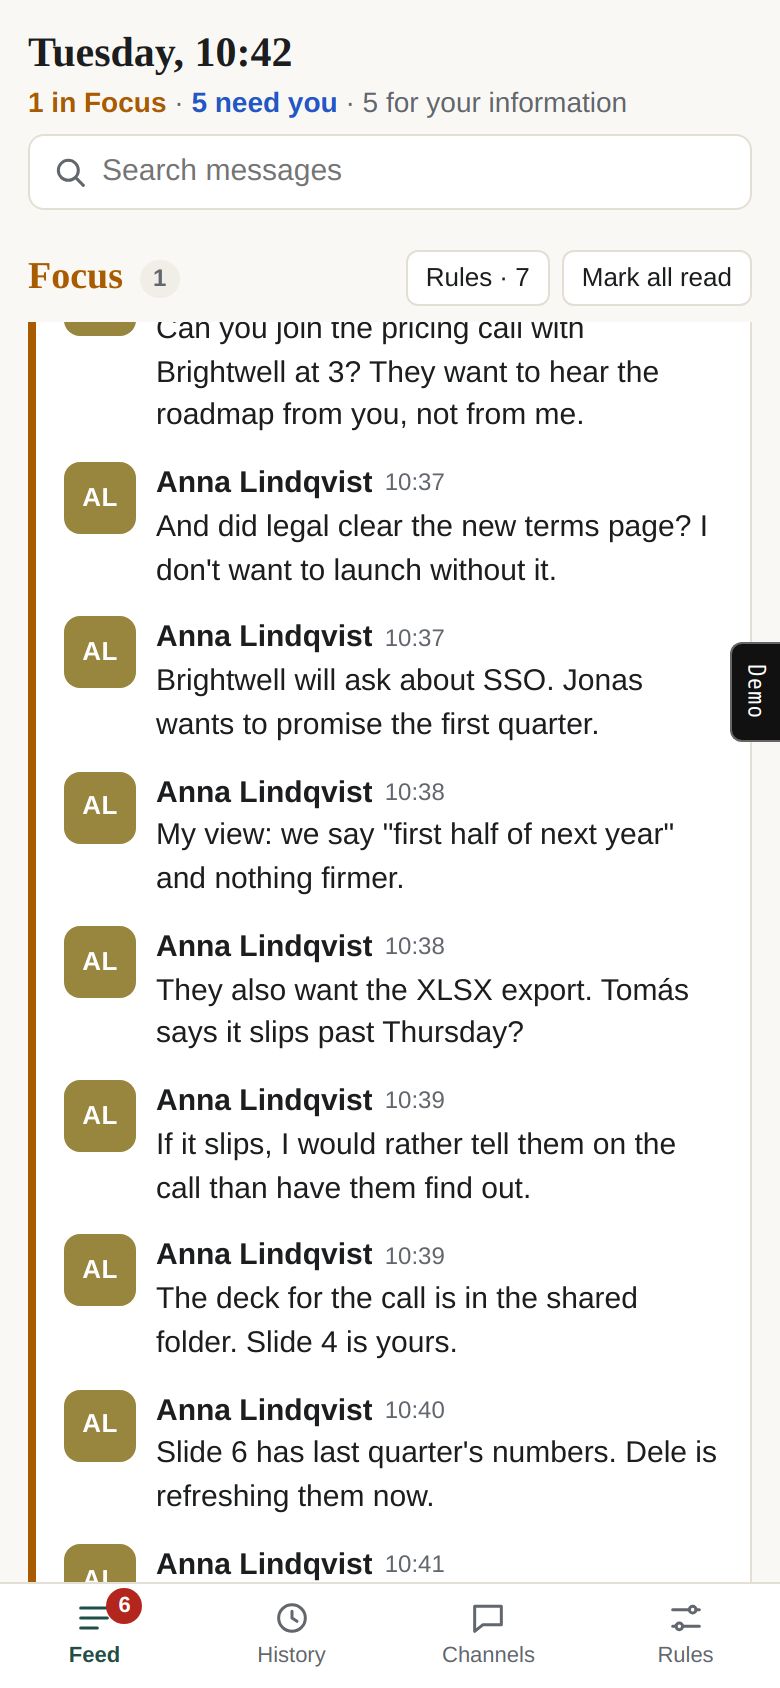 Tuesday, 10:42
1 in Focus · 5 need you · 5 for your information
Search messages
Focus 1 Rules · 7 Mark all read
Can you join the pricing call with
Brightwell at 3? They want to hear the
roadmap from you, not from me.
AL Anna Lindqvist 10:37
And did legal clear the new terms page? I
don't want to launch without it.
AL Anna Lindqvist 10:37
Brightwell will ask about SSO. Jonas
wants to promise the first quarter.
Demo
AL Anna Lindqvist 10:38
My view: we say "first half of next year"
and nothing firmer.
AL Anna Lindqvist 10:38
They also want the XLSX export. Tomás
says it slips past Thursday?
AL Anna Lindqvist 10:39
If it slips, I would rather tell them on the
call than have them find out.
AL Anna Lindqvist 10:39
The deck for the call is in the shared
folder. Slide 4 is yours.
AL Anna Lindqvist 10:40
Slide 6 has last quarter's numbers. Dele is
refreshing them now.
AL Anna Lindqvist 10:41
6
Feed History Channels Rules